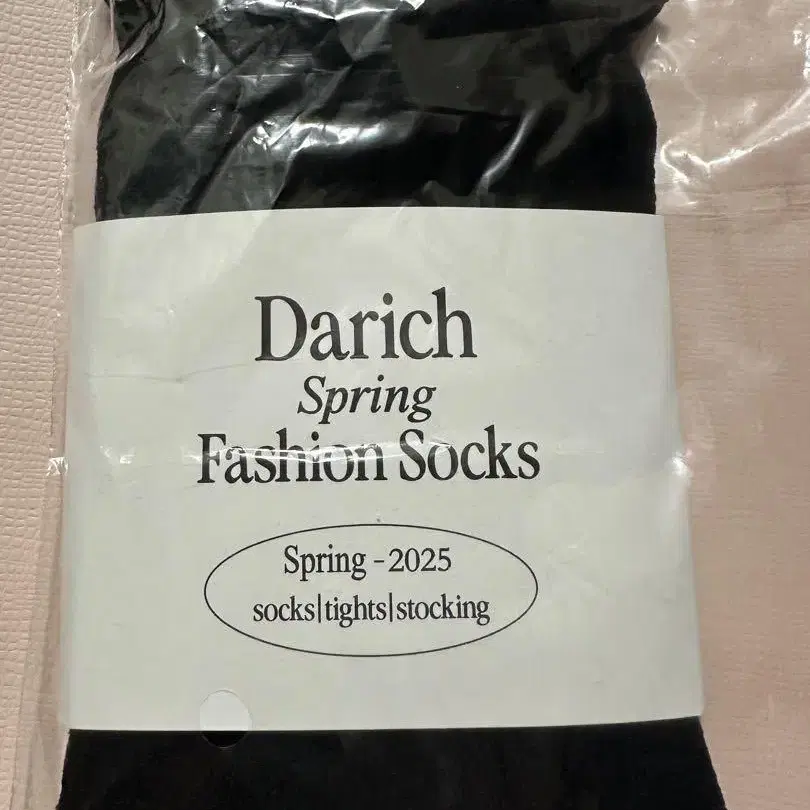 Darich
Spring
Fashion Socks
Spring - 2025
socks|tights|stocking